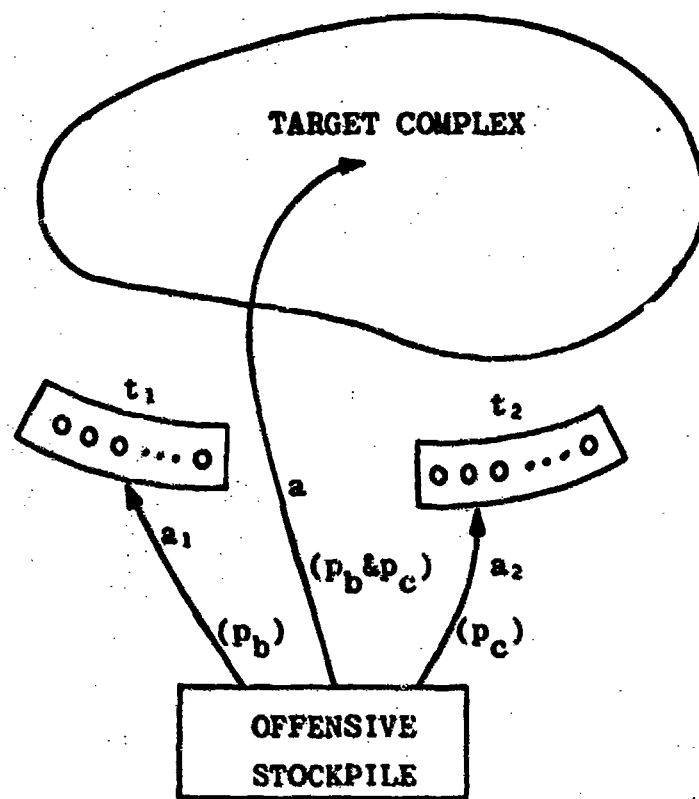 TARGET COMPLEX
t₁
t₂
a
a₁
a₂
(p_b&p_c)
(p_b)
(p_c)
OFFENSIVE
STOCKPILE